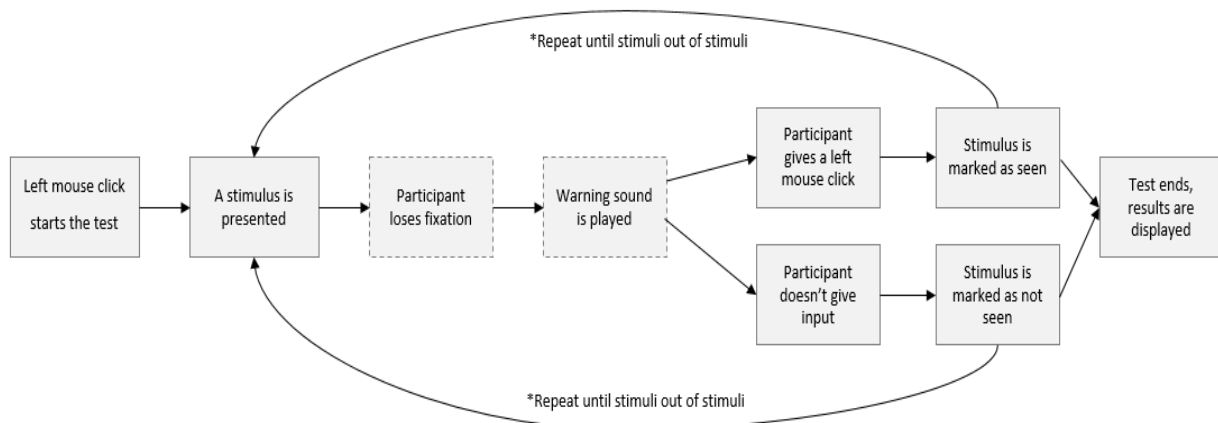 *Repeat until stimuli out of stimuli
Left mouse click
starts the test
A stimulus is
presented
Participant
loses fixation
Warning sound
is played
Participant
gives a left
mouse click
Stimulus is
marked as seen
Participant
doesn't give
input
Stimulus is
marked as not
seen
Test ends,
results are
displayed
*Repeat until stimuli out of stimuli